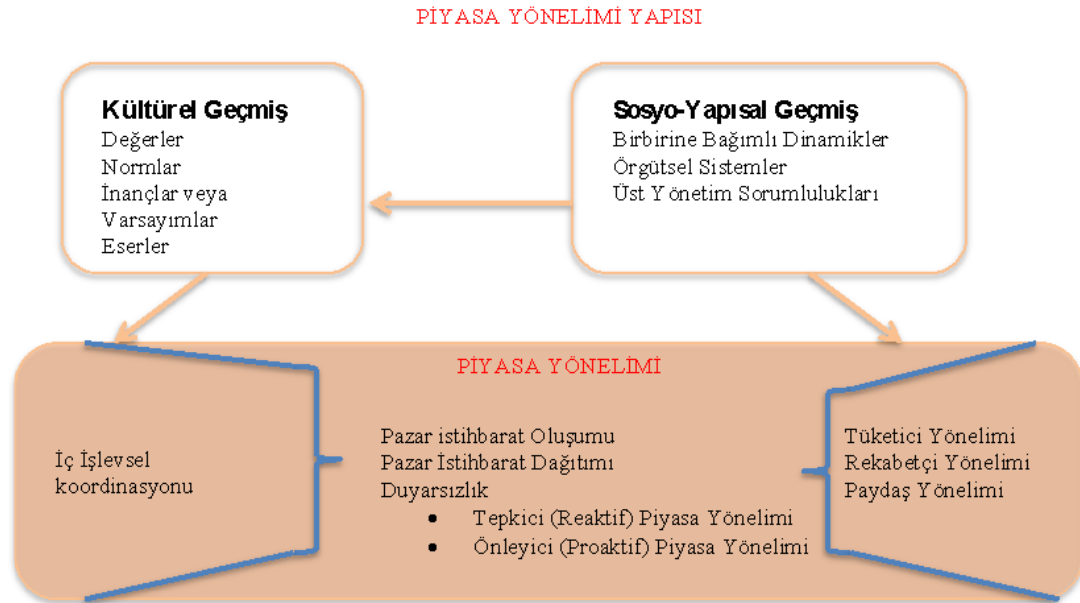 PİYASA YÖNELİMİ YAPISI
Kültürel Geçmiş
Değerler
Normlar
İnançlar veya
Varsayımlar
Eserler
Sosyo-Yapısal Geçmiş
Birbirine Bağımlı Dinamikler
Örgütsel Sistemler
Üst Yönetim Sorumlulukları
PİYASA YÖNELİMİ
İç İşlevsel
koordinasyonu
Pazar istihbarat Oluşumu
Pazar İstihbarat Dağıtımı
Duyarsızlık
• Tepkici (Reaktif) Piyasa Yönelimi
• Önleyici (Proaktif) Piyasa Yönelimi
Tüketici Yönelimi
Rekabetçi Yönelimi
Paydaş Yönelimi